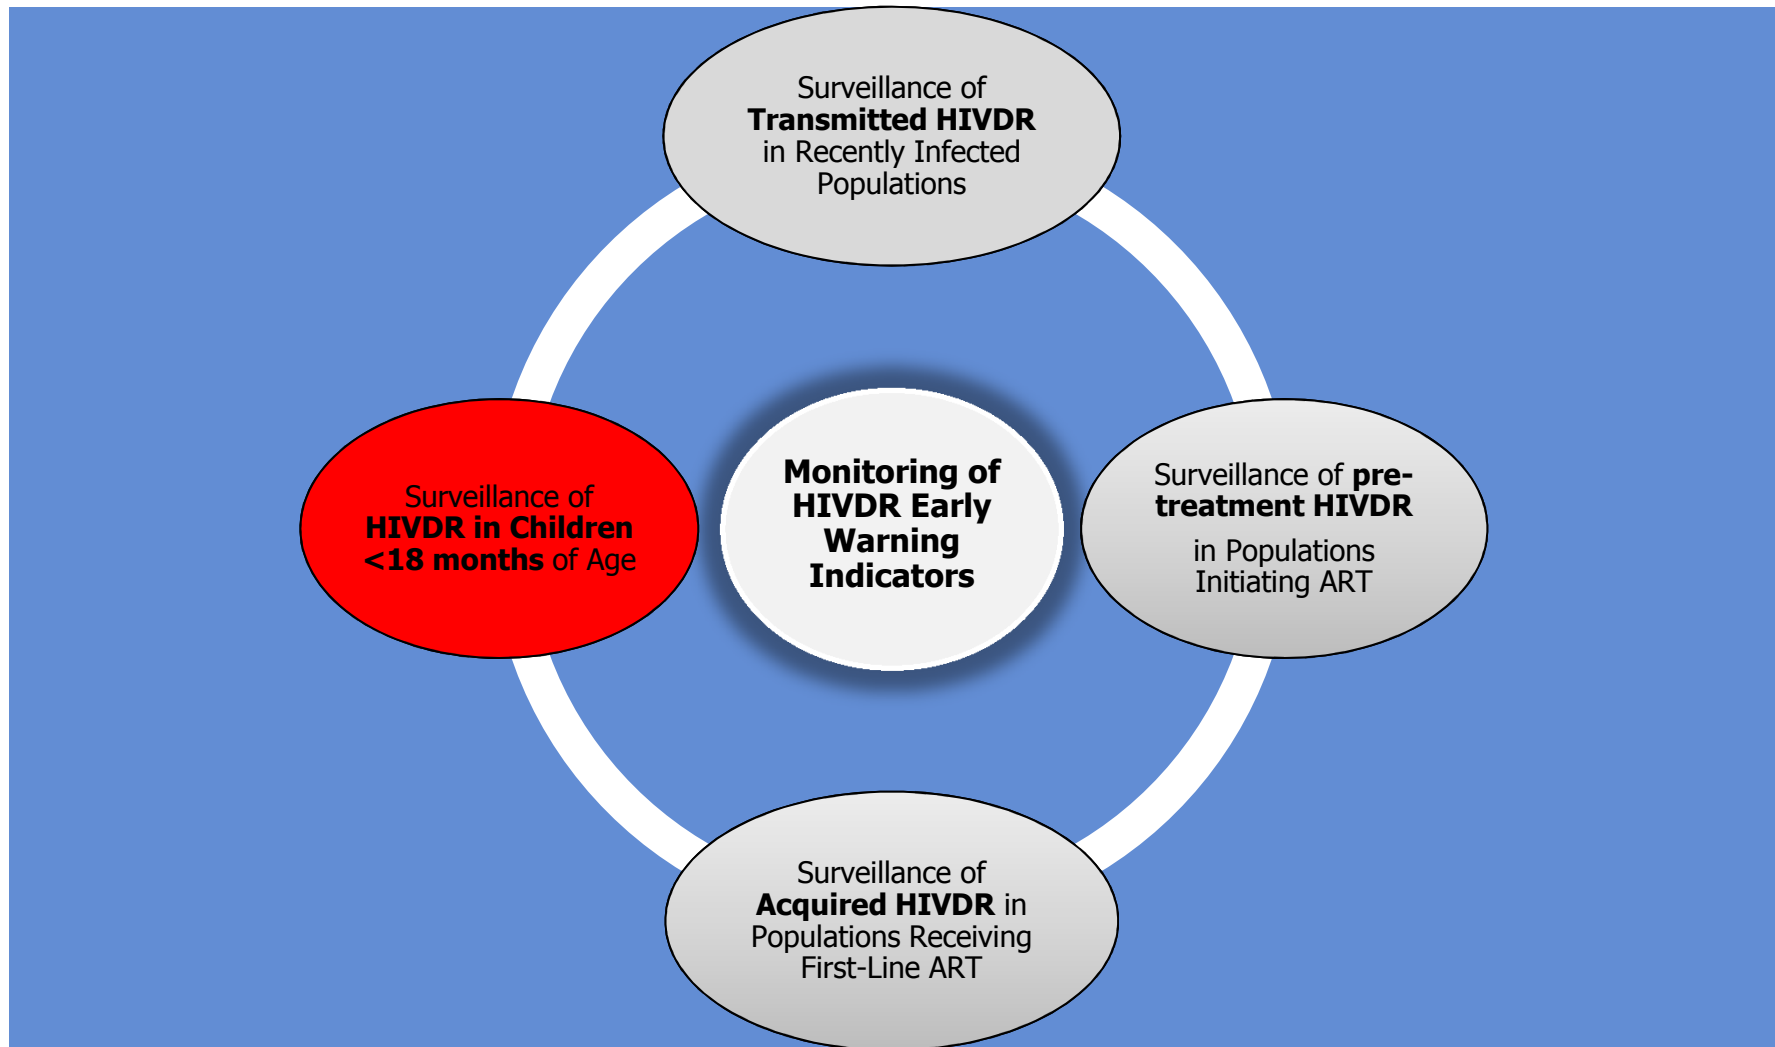 Surveillance of
Transmitted HIVDR
in Recently Infected
Populations
Surveillance of
HIVDR in Children
<18 months of Age
Monitoring of
HIVDR Early
Warning
Indicators
Surveillance of pre-
treatment HIVDR
in Populations
Initiating ART
Surveillance of
Acquired HIVDR in
Populations Receiving
First-Line ART